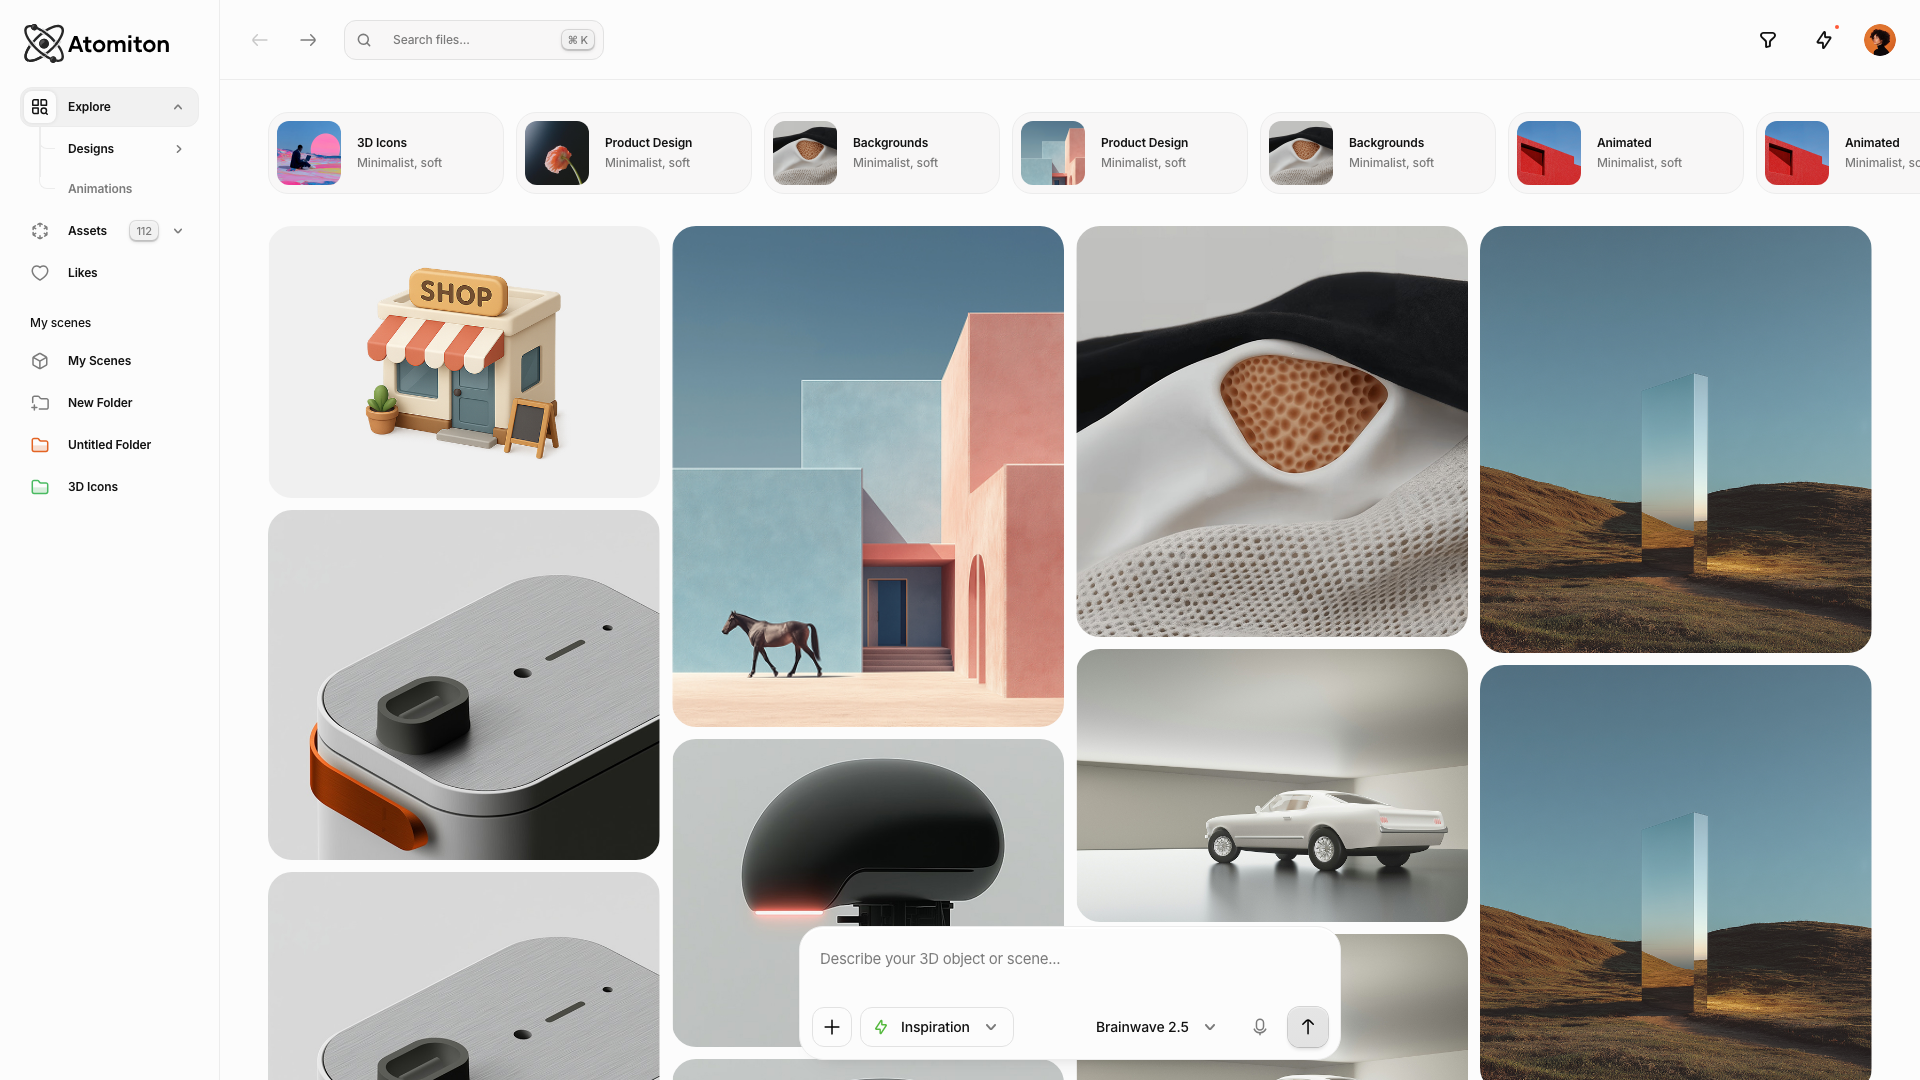 Atomiton
Explore
Designs
Animations
Assets 112
Likes
My scenes
My Scenes
New Folder
Untitled Folder
3D Icons
Search files...
⌘ K
3D Icons
Minimalist, soft
Product Design
Minimalist, soft
Backgrounds
Minimalist, soft
Product Design
Minimalist, soft
Backgrounds
Minimalist, soft
Animated
Minimalist, soft
Animated
Minimalist, so
SHOP
Describe your 3D object or scene...
Inspiration
Brainwave 2.5